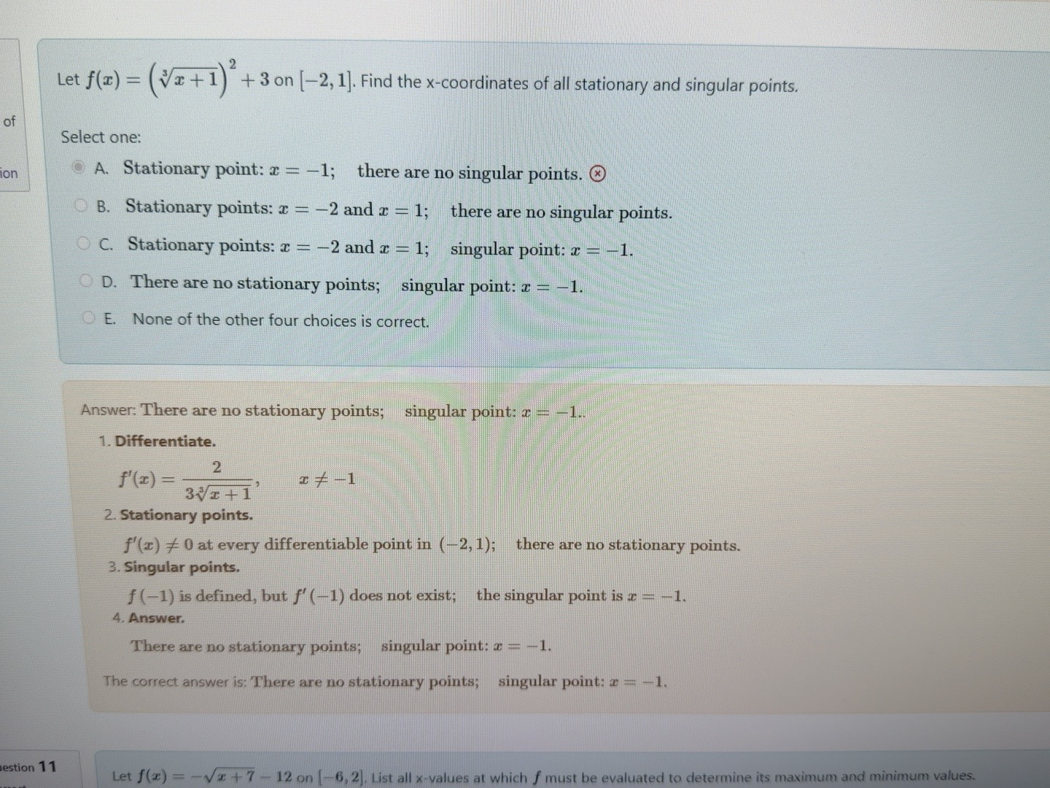 of
ion
Let f(x) = (∛(x + 1))² + 3 on [−2, 1]. Find the x-coordinates of all stationary and singular points.
Select one:
A. Stationary point: x = −1; there are no singular points.
B. Stationary points: x = −2 and x = 1; there are no singular points.
C. Stationary points: x = −2 and x = 1; singular point: x = −1.
D. There are no stationary points; singular point: x = −1.
E. None of the other four choices is correct.
Answer: There are no stationary points; singular point: x = −1..
1. Differentiate.
f′(x) = 2 / (3∛(x + 1)), x ≠ −1
2. Stationary points.
f′(x) ≠ 0 at every differentiable point in (−2, 1); there are no stationary points.
3. Singular points.
f(−1) is defined, but f′(−1) does not exist; the singular point is x = −1.
4. Answer.
There are no stationary points; singular point: x = −1.
The correct answer is: There are no stationary points; singular point: x = −1.
estion 11
Let f(x) = −√(x + 7) − 12 on [−6, 2]. List all x-values at which f must be evaluated to determine its maximum and minimum values.